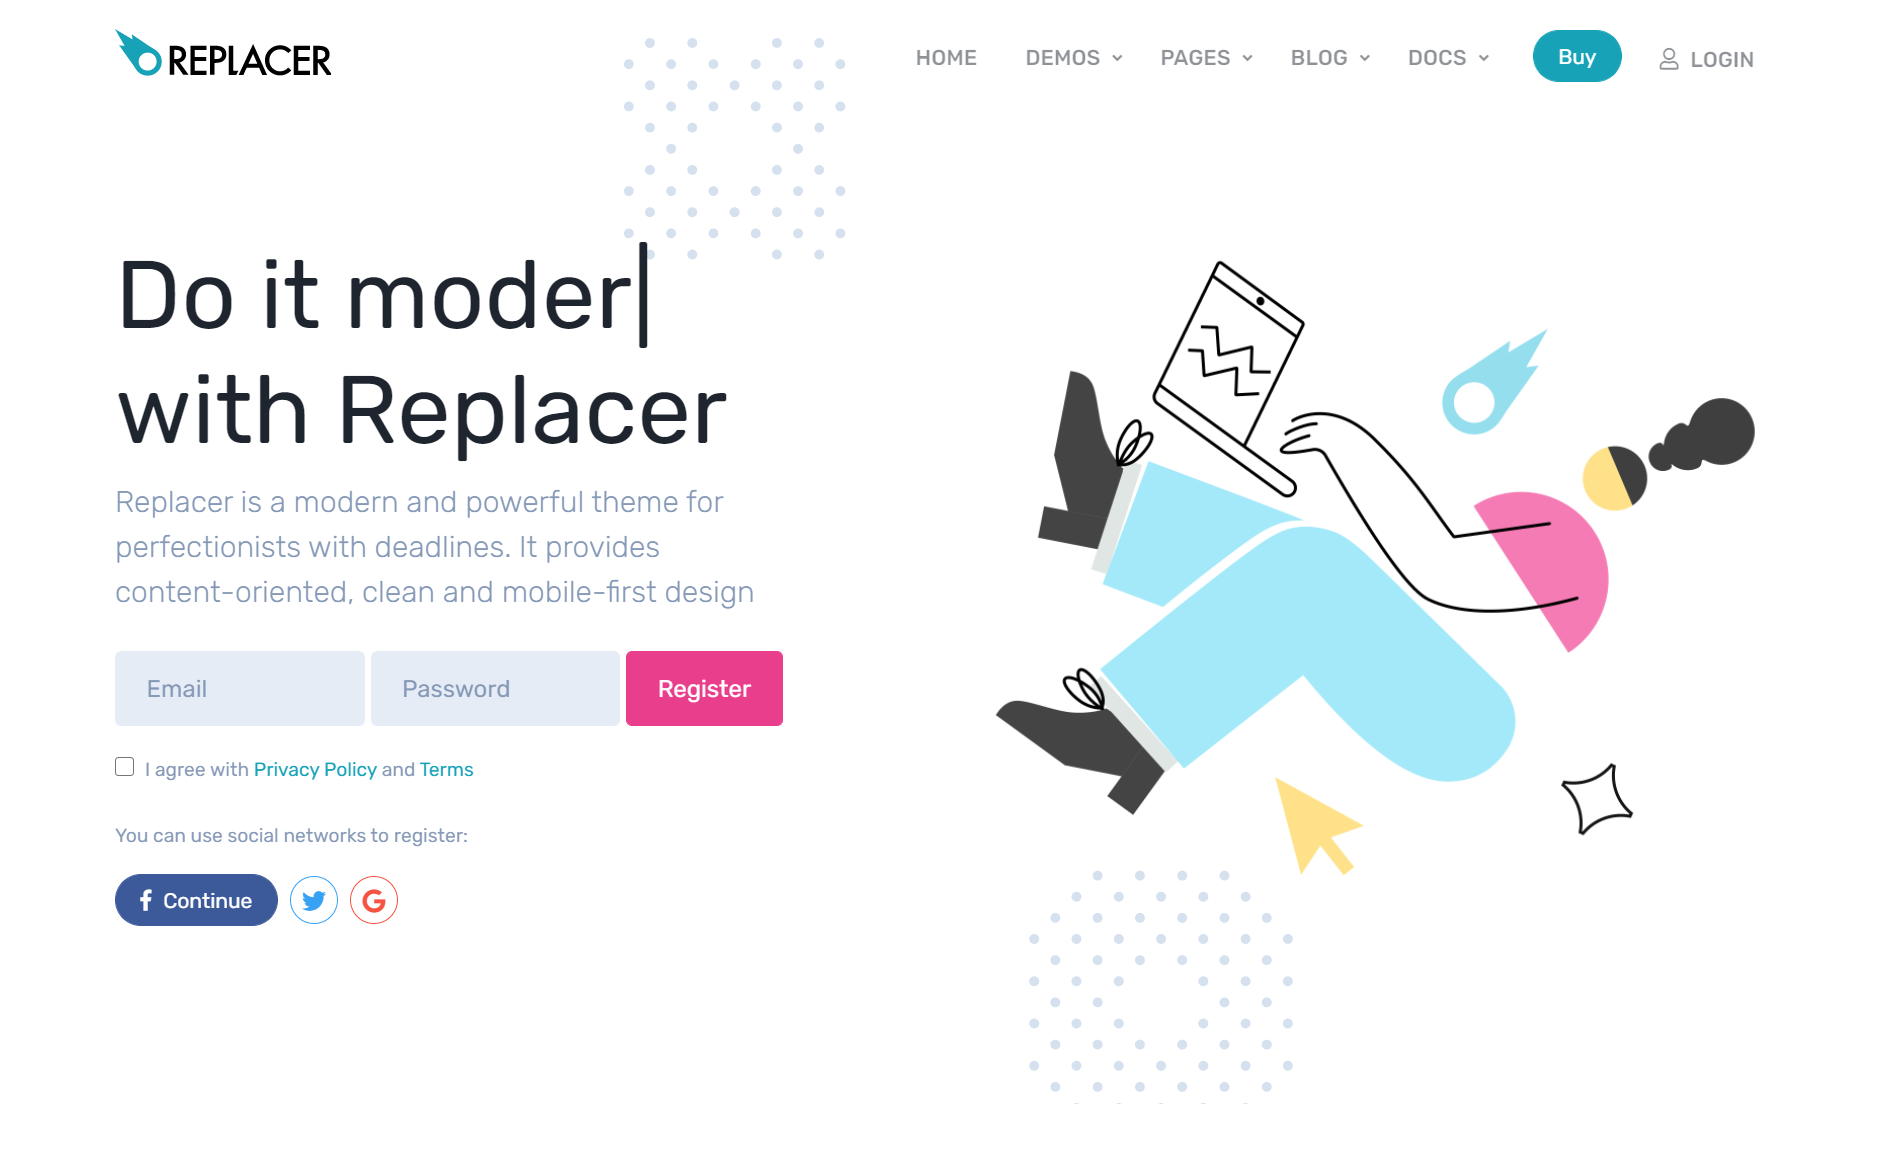 REPLACER
HOME DEMOS PAGES BLOG DOCS Buy LOGIN
Do it moder|
with Replacer
Replacer is a modern and powerful theme for
perfectionists with deadlines. It provides
content-oriented, clean and mobile-first design
Email Password Register
I agree with Privacy Policy and Terms
You can use social networks to register:
Continue